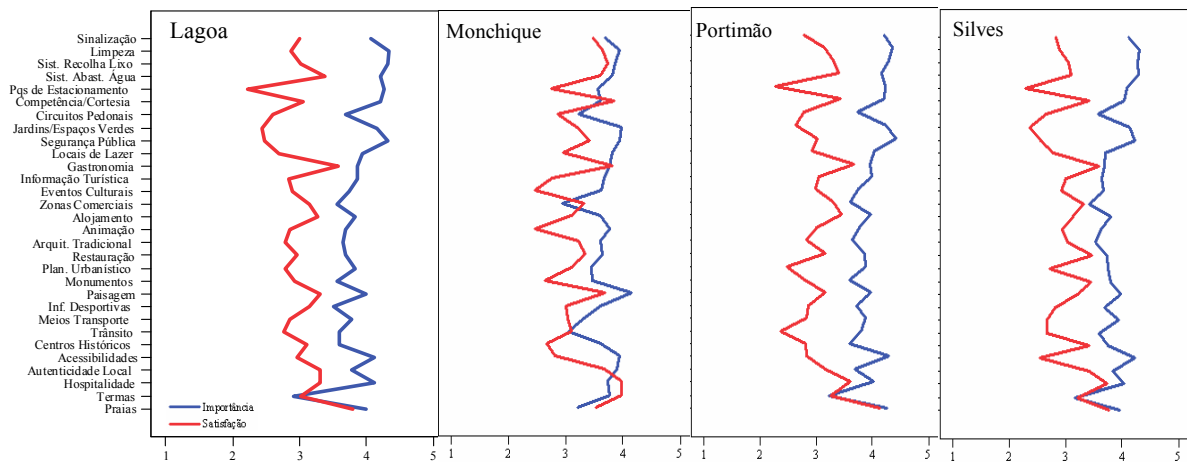 Lagoa
Monchique
Portimão
Silves
Sinalização
Limpeza
Sist. Recolha Lixo
Sist. Abast. Água
Pqs de Estacionamento
Competência/Cortesia
Circuitos Pedonais
Jardins/Espaços Verdes
Segurança Pública
Locais de Lazer
Gastronomia
Informação Turística
Eventos Culturais
Zonas Comerciais
Alojamento
Animação
Arquit. Tradicional
Restauração
Plan. Urbanístico
Monumentos
Paisagem
Inf. Desportivas
Meios Transporte
Trânsito
Centros Históricos
Acessibilidades
Autenticidade Local
Hospitalidade
Termas
Praias
Importância
Satisfação
1 2 3 4 5
1 2 3 4 5
1 2 3 4 5
1 2 3 4 5